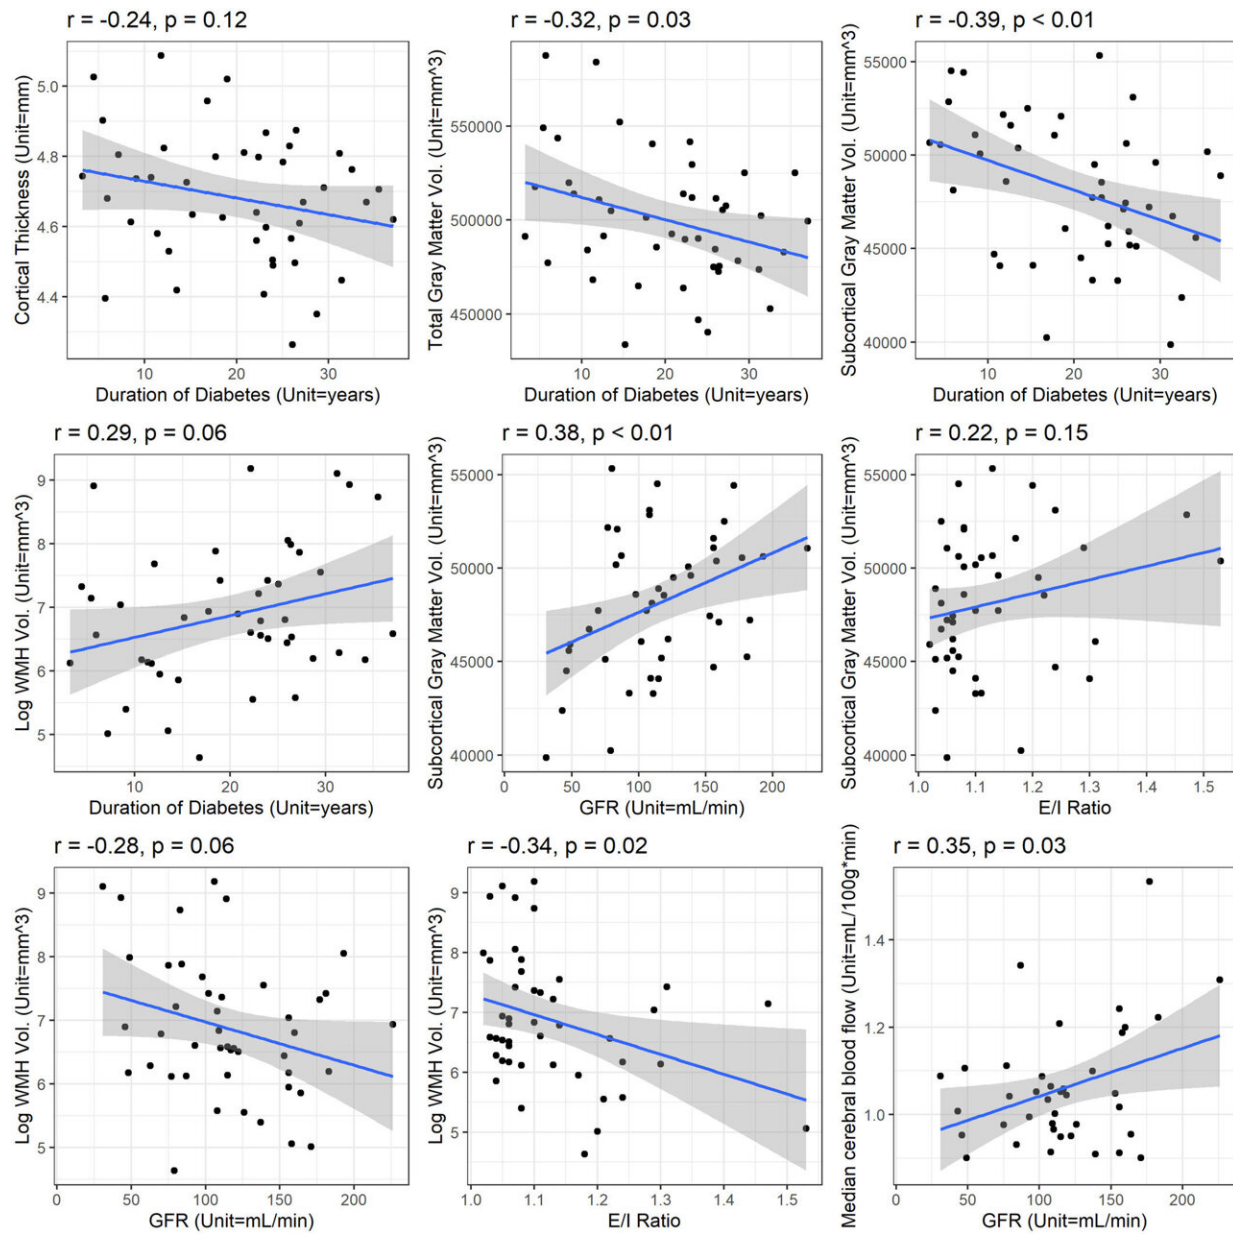 r = -0.24, p = 0.12
r = -0.32, p = 0.03
r = -0.39, p < 0.01
Cortical Thickness (Unit=mm)
5.0
4.8
4.6
4.4
10
20
30
Duration of Diabetes (Unit=years)
Total Gray Matter Vol. (Unit=mm^3)
550000
500000
450000
10
20
30
Duration of Diabetes (Unit=years)
Subcortical Gray Matter Vol. (Unit=mm^3)
55000
50000
45000
40000
10
20
30
Duration of Diabetes (Unit=years)
r = 0.29, p = 0.06
r = 0.38, p < 0.01
r = 0.22, p = 0.15
Log WMH Vol. (Unit=mm^3)
9
8
7
6
5
10
20
30
Duration of Diabetes (Unit=years)
Subcortical Gray Matter Vol. (Unit=mm^3)
55000
50000
45000
40000
0
50
100
150
200
GFR (Unit=mL/min)
Subcortical Gray Matter Vol. (Unit=mm^3)
55000
50000
45000
40000
1.0
1.1
1.2
1.3
1.4
1.5
E/I Ratio
r = -0.28, p = 0.06
r = -0.34, p = 0.02
r = 0.35, p = 0.03
Log WMH Vol. (Unit=mm^3)
9
8
7
6
5
0
50
100
150
200
GFR (Unit=mL/min)
Log WMH Vol. (Unit=mm^3)
9
8
7
6
5
1.0
1.1
1.2
1.3
1.4
1.5
E/I Ratio
Median cerebral blood flow (Unit=mL/100g*min)
1.4
1.2
1.0
0
50
100
150
200
GFR (Unit=mL/min)